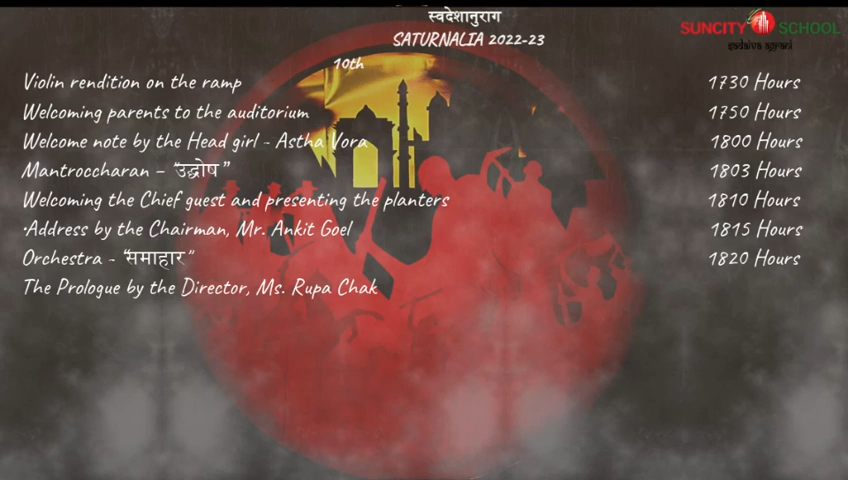 स्वदेशानुराग
SATURNALIA 2022-23
SUNCITY SCHOOL
sadaiva agrani
10th
Violin rendition on the ramp 1730 Hours
Welcoming parents to the auditorium 1750 Hours
Welcome note by the Head girl - Astha Vora 1800 Hours
Mantroccharan - "उद्घोष" 1803 Hours
Welcoming the Chief guest and presenting the planters 1810 Hours
·Address by the Chairman, Mr. Ankit Goel 1815 Hours
Orchestra - "समाहार" 1820 Hours
The Prologue by the Director, Ms. Rupa Chak